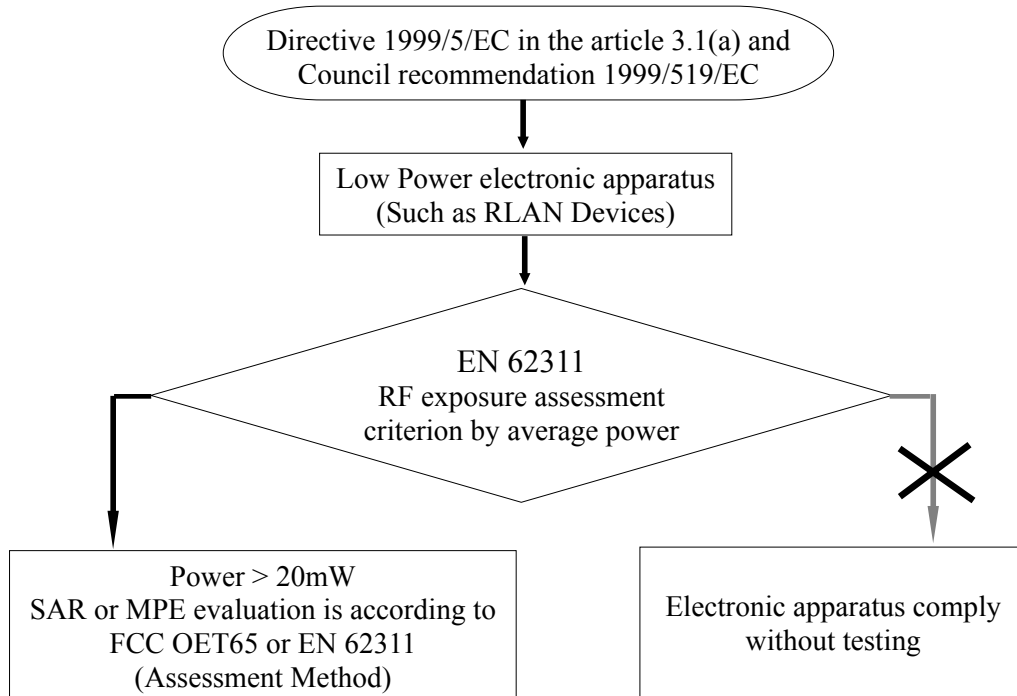 Directive 1999/5/EC in the article 3.1(a) and
Council recommendation 1999/519/EC
Low Power electronic apparatus
(Such as RLAN Devices)
EN 62311
RF exposure assessment
criterion by average power
Power > 20mW
SAR or MPE evaluation is according to
FCC OET65 or EN 62311
(Assessment Method)
Electronic apparatus comply
without testing